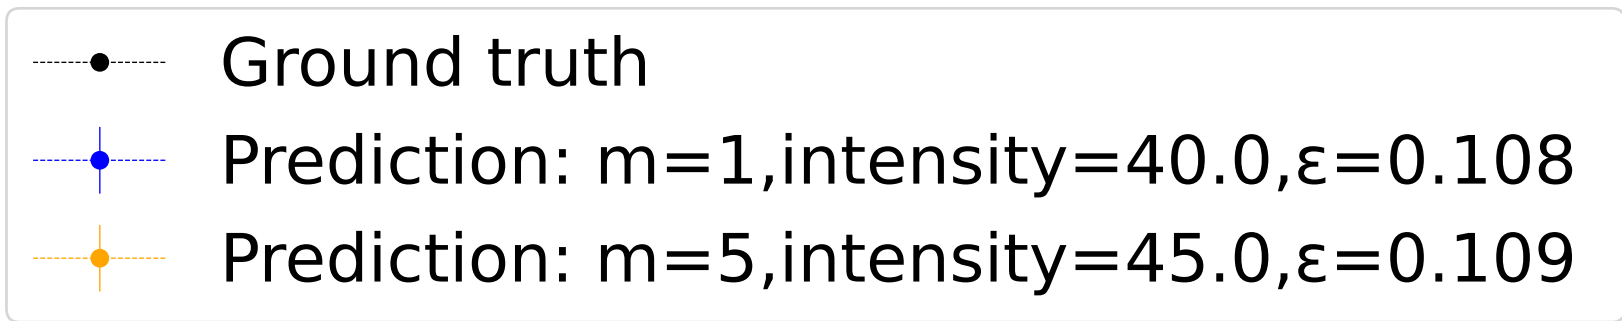 Ground truth
Prediction: m=1,intensity=40.0,ε=0.108
Prediction: m=5,intensity=45.0,ε=0.109